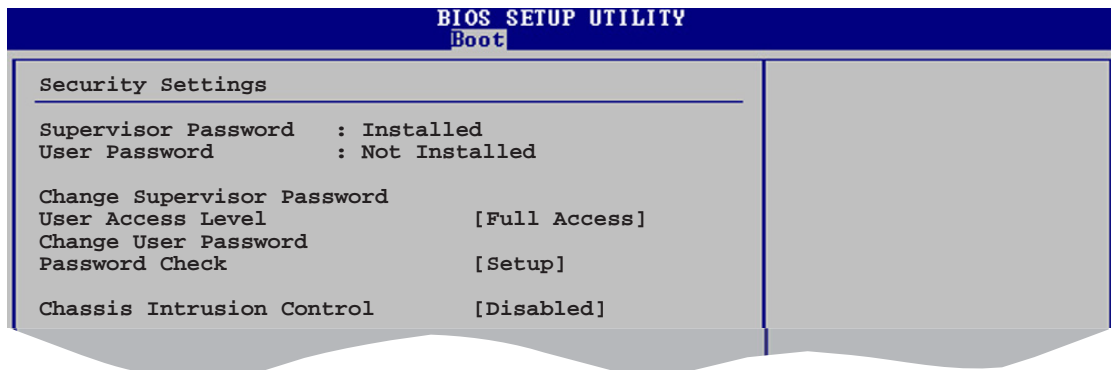 BIOS SETUP UTILITY
Boot
Security Settings
Supervisor Password : Installed
User Password : Not Installed
Change Supervisor Password
User Access Level [Full Access]
Change User Password
Password Check [Setup]
Chassis Intrusion Control [Disabled]